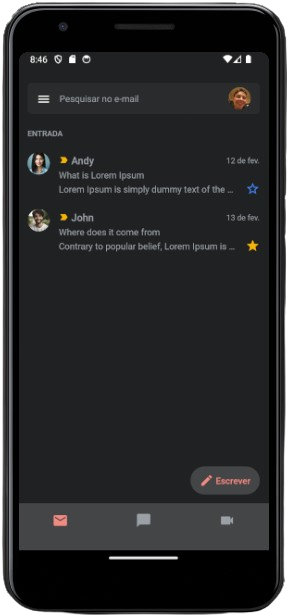 8:46
Pesquisar no e-mail
ENTRADA
Andy 12 de fev.
What is Lorem Ipsum
Lorem Ipsum is simply dummy text of the ...
John 13 de fev.
Where does it come from
Contrary to popular belief, Lorem Ipsum is ...
Escrever